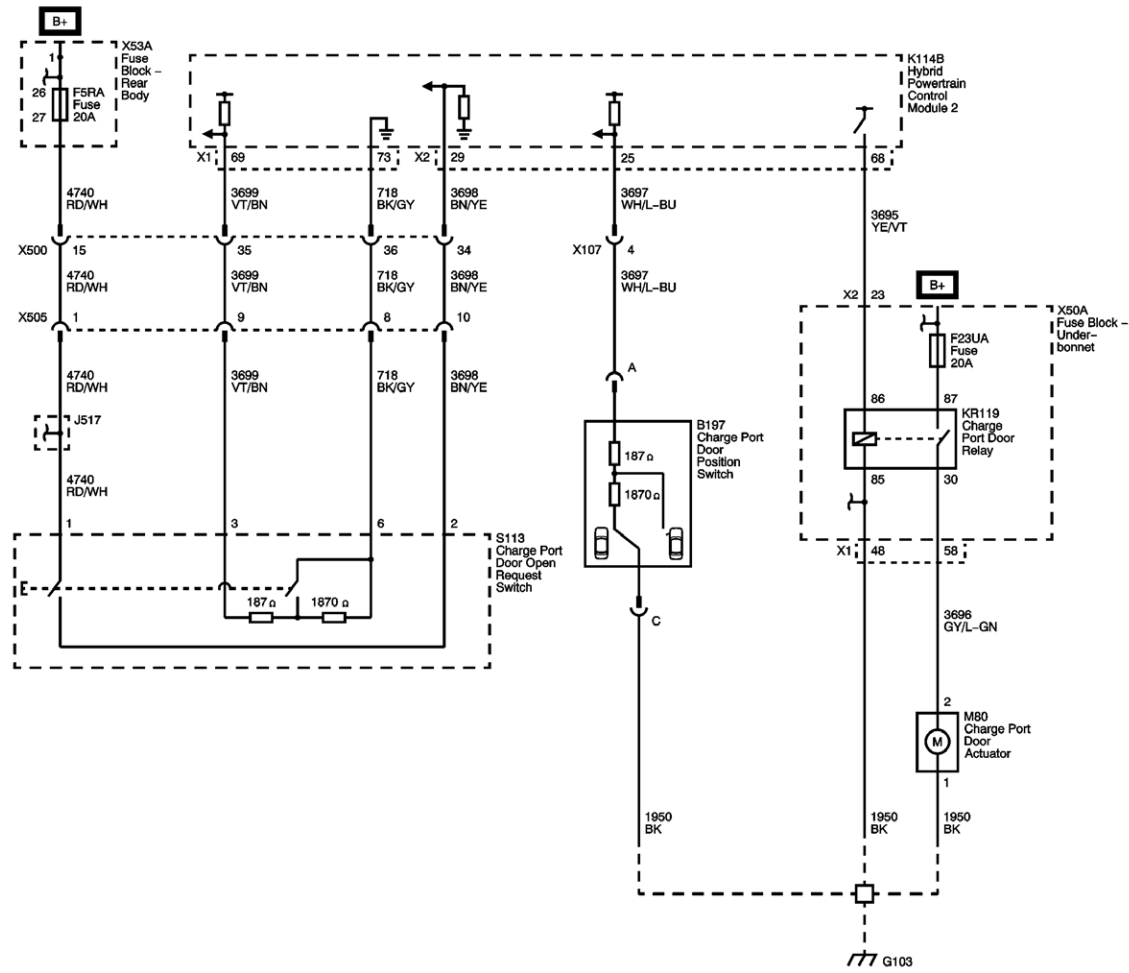 B+
X53A
Fuse
Block –
Rear
Body
1
26
27
F5RA
Fuse
20A
K114B
Hybrid
Powertrain
Control
Module 2
X1
69
73
X2
29
25
68
4740
RD/WH
3699
VT/BN
718
BK/GY
3698
BN/YE
3697
WH/L–BU
3695
YE/VT
X500
15
35
36
34
X107
4
4740
RD/WH
3699
VT/BN
718
BK/GY
3698
BN/YE
3697
WH/L–BU
X2
23
B+
X505
1
9
8
10
X50A
Fuse Block –
Under–
bonnet
F23UA
Fuse
20A
4740
RD/WH
3699
VT/BN
718
BK/GY
3698
BN/YE
A
86
87
J517
B197
Charge Port
Door
Position
Switch
187 Ω
1870 Ω
KR119
Charge
Port Door
Relay
85
30
4740
RD/WH
1
3
6
2
S113
Charge Port
Door Open
Request
Switch
187 Ω
1870 Ω
X1
48
58
C
3696
GY/L–GN
2
M80
Charge Port
Door
Actuator
M
1
1950
BK
1950
BK
1950
BK
G103